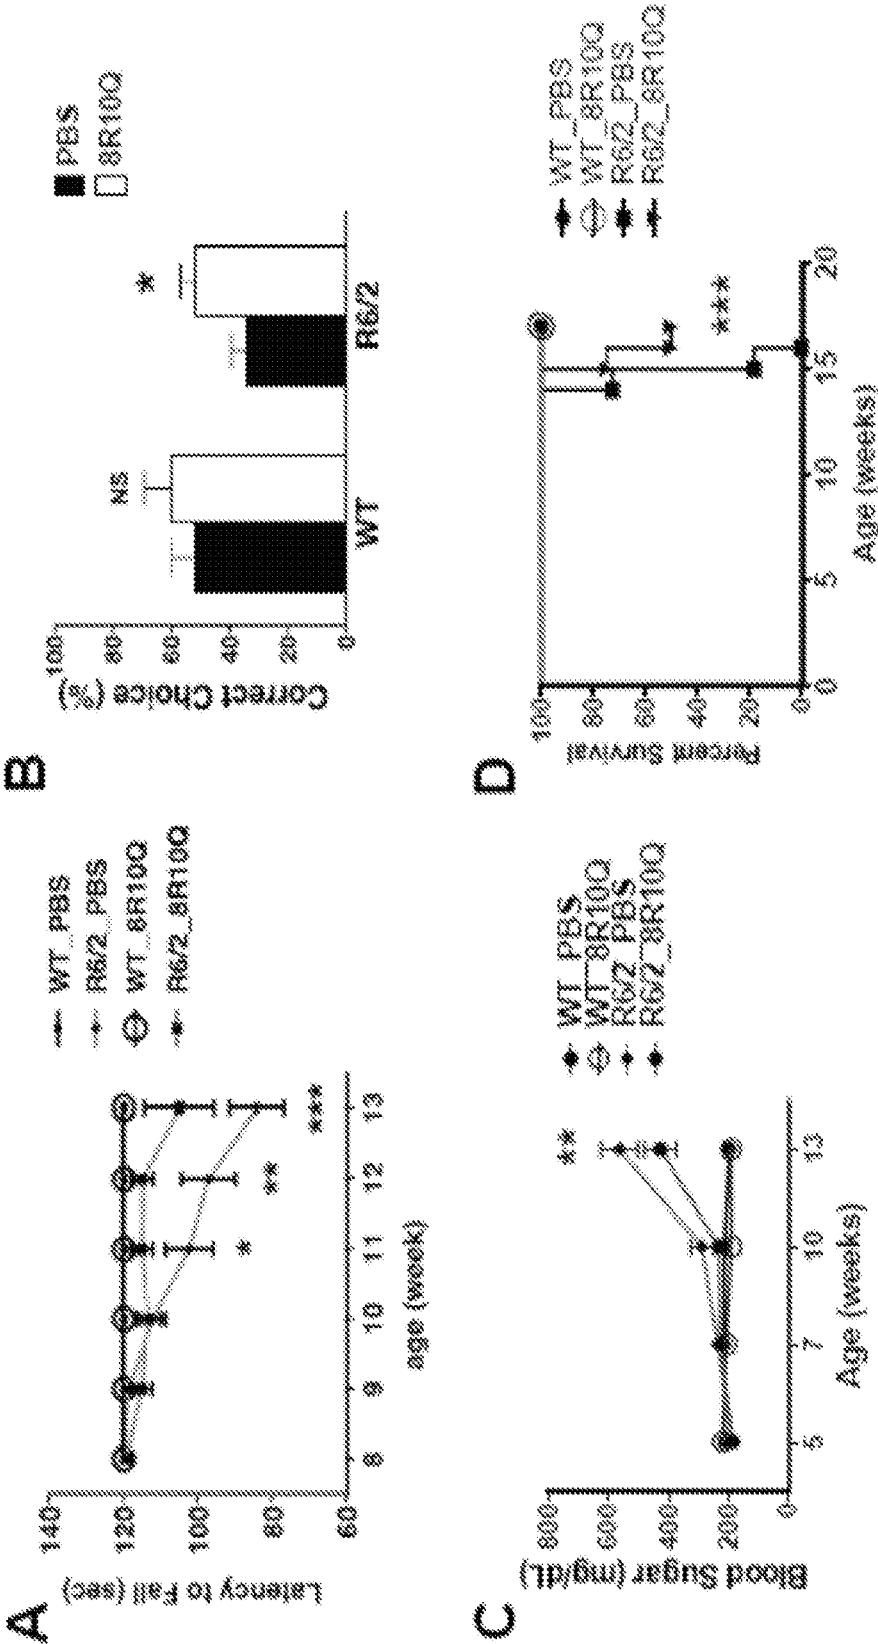 A
Latency to Fall (sec)
140
120
100
80
60
8
9
10
11
12
13
age (week)
*
**
***
WT_PBS
R6/2_PBS
WT_8R10Q
R6/2_8R10Q
B
Correct Choice (%)
100
80
60
40
20
0
WT
R6/2
NS
*
PBS
8R10Q
C
Blood Sugar (mg/dL)
800
600
400
200
0
5
7
10
13
Age (weeks)
**
WT_PBS
WT_8R10Q
R6/2_PBS
R6/2_8R10Q
D
Percent Survival
100
80
60
40
20
0
0
5
10
15
20
Age (weeks)
***
WT_PBS
WT_8R10Q
R6/2_PBS
R6/2_8R10Q